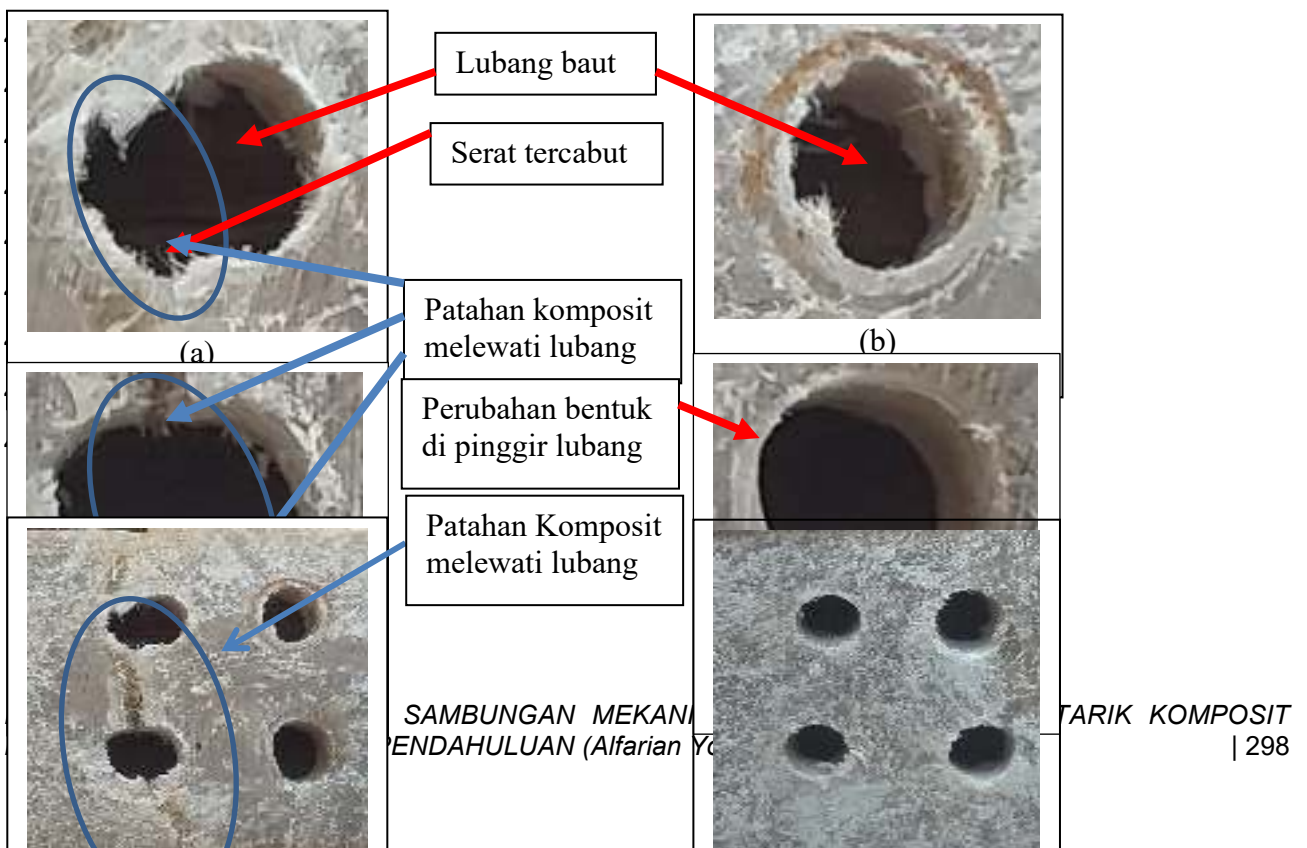 Lubang baut
Serat tercabut
(a)
(b)
Patahan komposit
melewati lubang
Perubahan bentuk
di pinggir lubang
Patahan Komposit
melewati lubang
SAMBUNGAN MEKANI TARIK KOMPOSIT
PENDAHULUAN (Alfarian Yo | 298